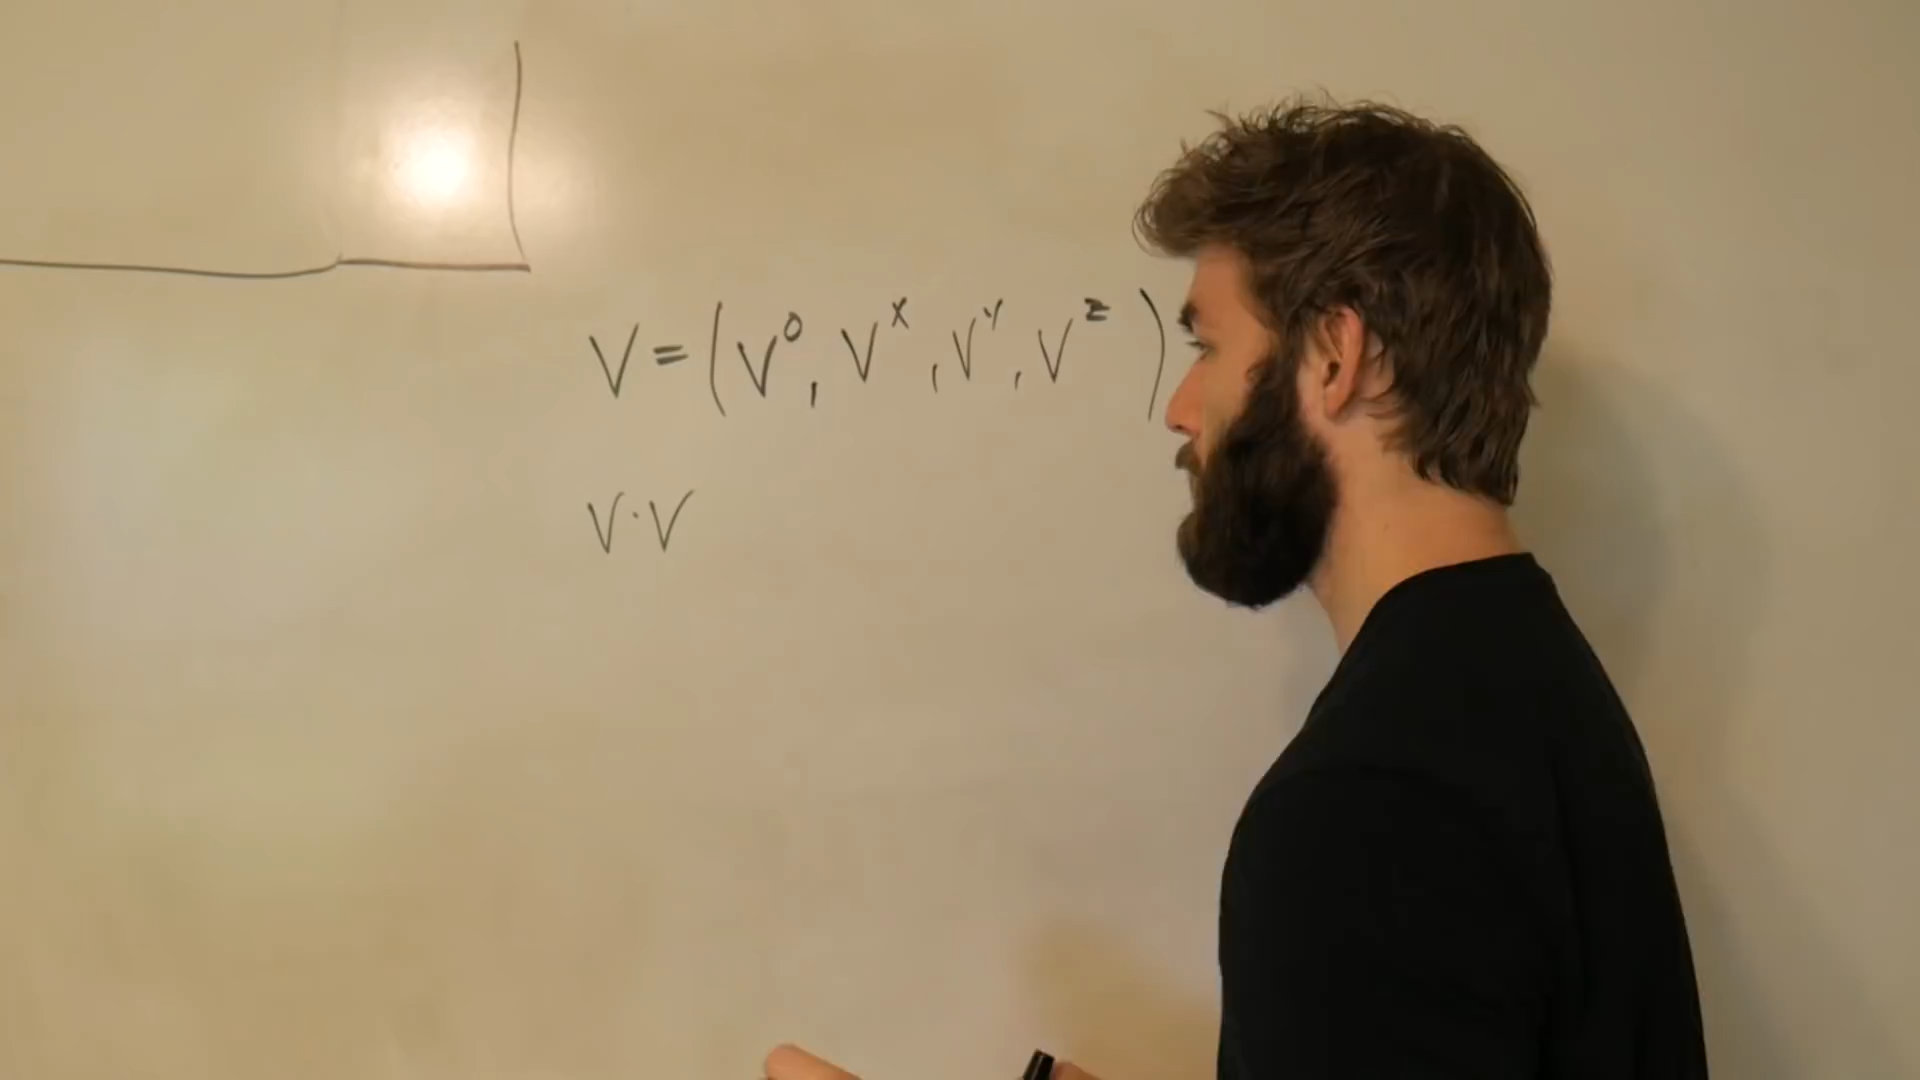 V = (V⁰, Vˣ, Vʸ, Vᶻ)
V·V